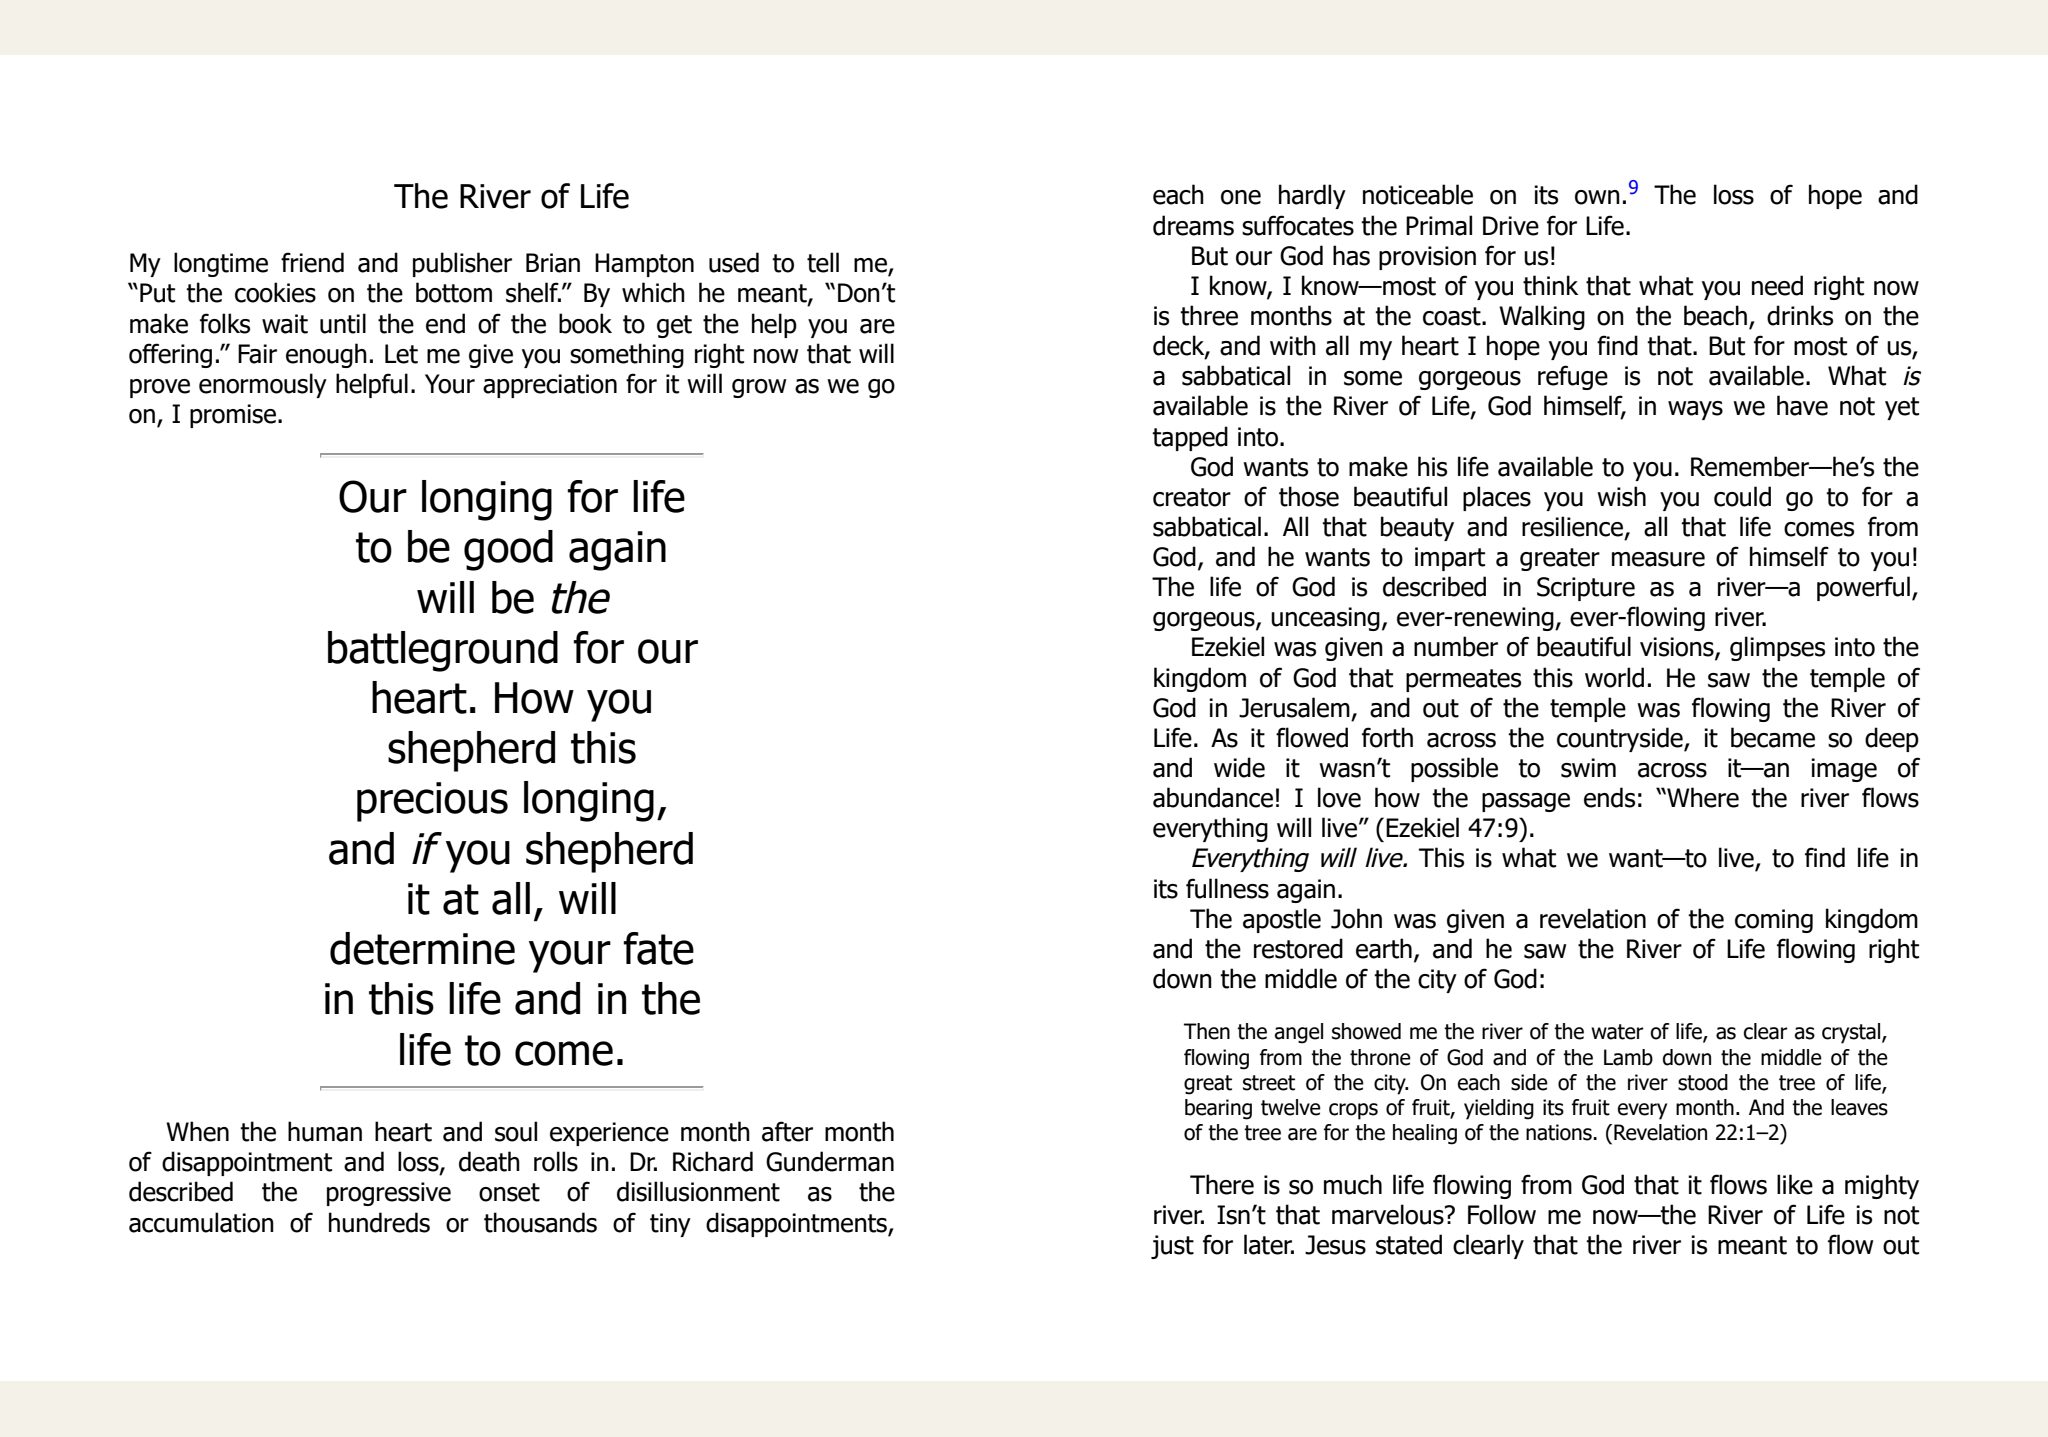 The River of Life
My longtime friend and publisher Brian Hampton used to tell me,
“Put the cookies on the bottom shelf.” By which he meant, “Don’t
make folks wait until the end of the book to get the help you are
offering.” Fair enough. Let me give you something right now that will
prove enormously helpful. Your appreciation for it will grow as we go
on, I promise.
Our longing for life
to be good again
will be the
battleground for our
heart. How you
shepherd this
precious longing,
and if you shepherd
it at all, will
determine your fate
in this life and in the
life to come.
When the human heart and soul experience month after month
of disappointment and loss, death rolls in. Dr. Richard Gunderman
described the progressive onset of disillusionment as the
accumulation of hundreds or thousands of tiny disappointments,
each one hardly noticeable on its own.9 The loss of hope and
dreams suffocates the Primal Drive for Life.
But our God has provision for us!
I know, I know—most of you think that what you need right now
is three months at the coast. Walking on the beach, drinks on the
deck, and with all my heart I hope you find that. But for most of us,
a sabbatical in some gorgeous refuge is not available. What is
available is the River of Life, God himself, in ways we have not yet
tapped into.
God wants to make his life available to you. Remember—he’s the
creator of those beautiful places you wish you could go to for a
sabbatical. All that beauty and resilience, all that life comes from
God, and he wants to impart a greater measure of himself to you!
The life of God is described in Scripture as a river—a powerful,
gorgeous, unceasing, ever-renewing, ever-flowing river.
Ezekiel was given a number of beautiful visions, glimpses into the
kingdom of God that permeates this world. He saw the temple of
God in Jerusalem, and out of the temple was flowing the River of
Life. As it flowed forth across the countryside, it became so deep
and wide it wasn’t possible to swim across it—an image of
abundance! I love how the passage ends: “Where the river flows
everything will live” (Ezekiel 47:9).
Everything will live. This is what we want—to live, to find life in
its fullness again.
The apostle John was given a revelation of the coming kingdom
and the restored earth, and he saw the River of Life flowing right
down the middle of the city of God:
Then the angel showed me the river of the water of life, as clear as crystal,
flowing from the throne of God and of the Lamb down the middle of the
great street of the city. On each side of the river stood the tree of life,
bearing twelve crops of fruit, yielding its fruit every month. And the leaves
of the tree are for the healing of the nations. (Revelation 22:1–2)
There is so much life flowing from God that it flows like a mighty
river. Isn’t that marvelous? Follow me now—the River of Life is not
just for later. Jesus stated clearly that the river is meant to flow out